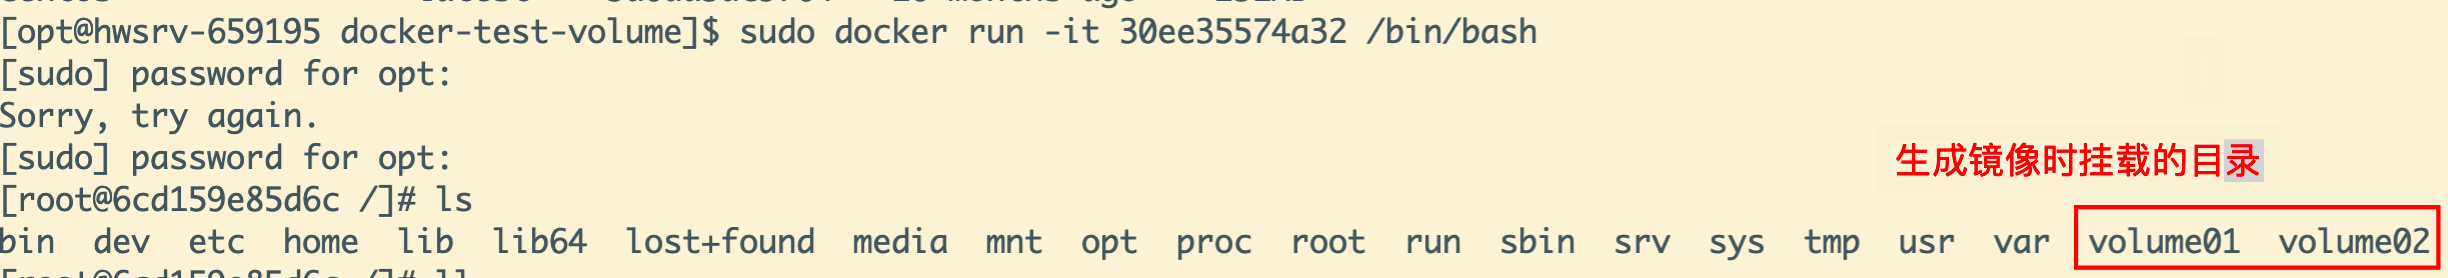 [opt@hwsrv-659195 docker-test-volume]$ sudo docker run -it 30ee35574a32 /bin/bash
[sudo] password for opt:
Sorry, try again.
[sudo] password for opt:
生成镜像时挂载的目录
[root@6cd159e85d6c /]# ls
bin dev etc home lib lib64 lost+found media mnt opt proc root run sbin srv sys tmp usr var volume01 volume02